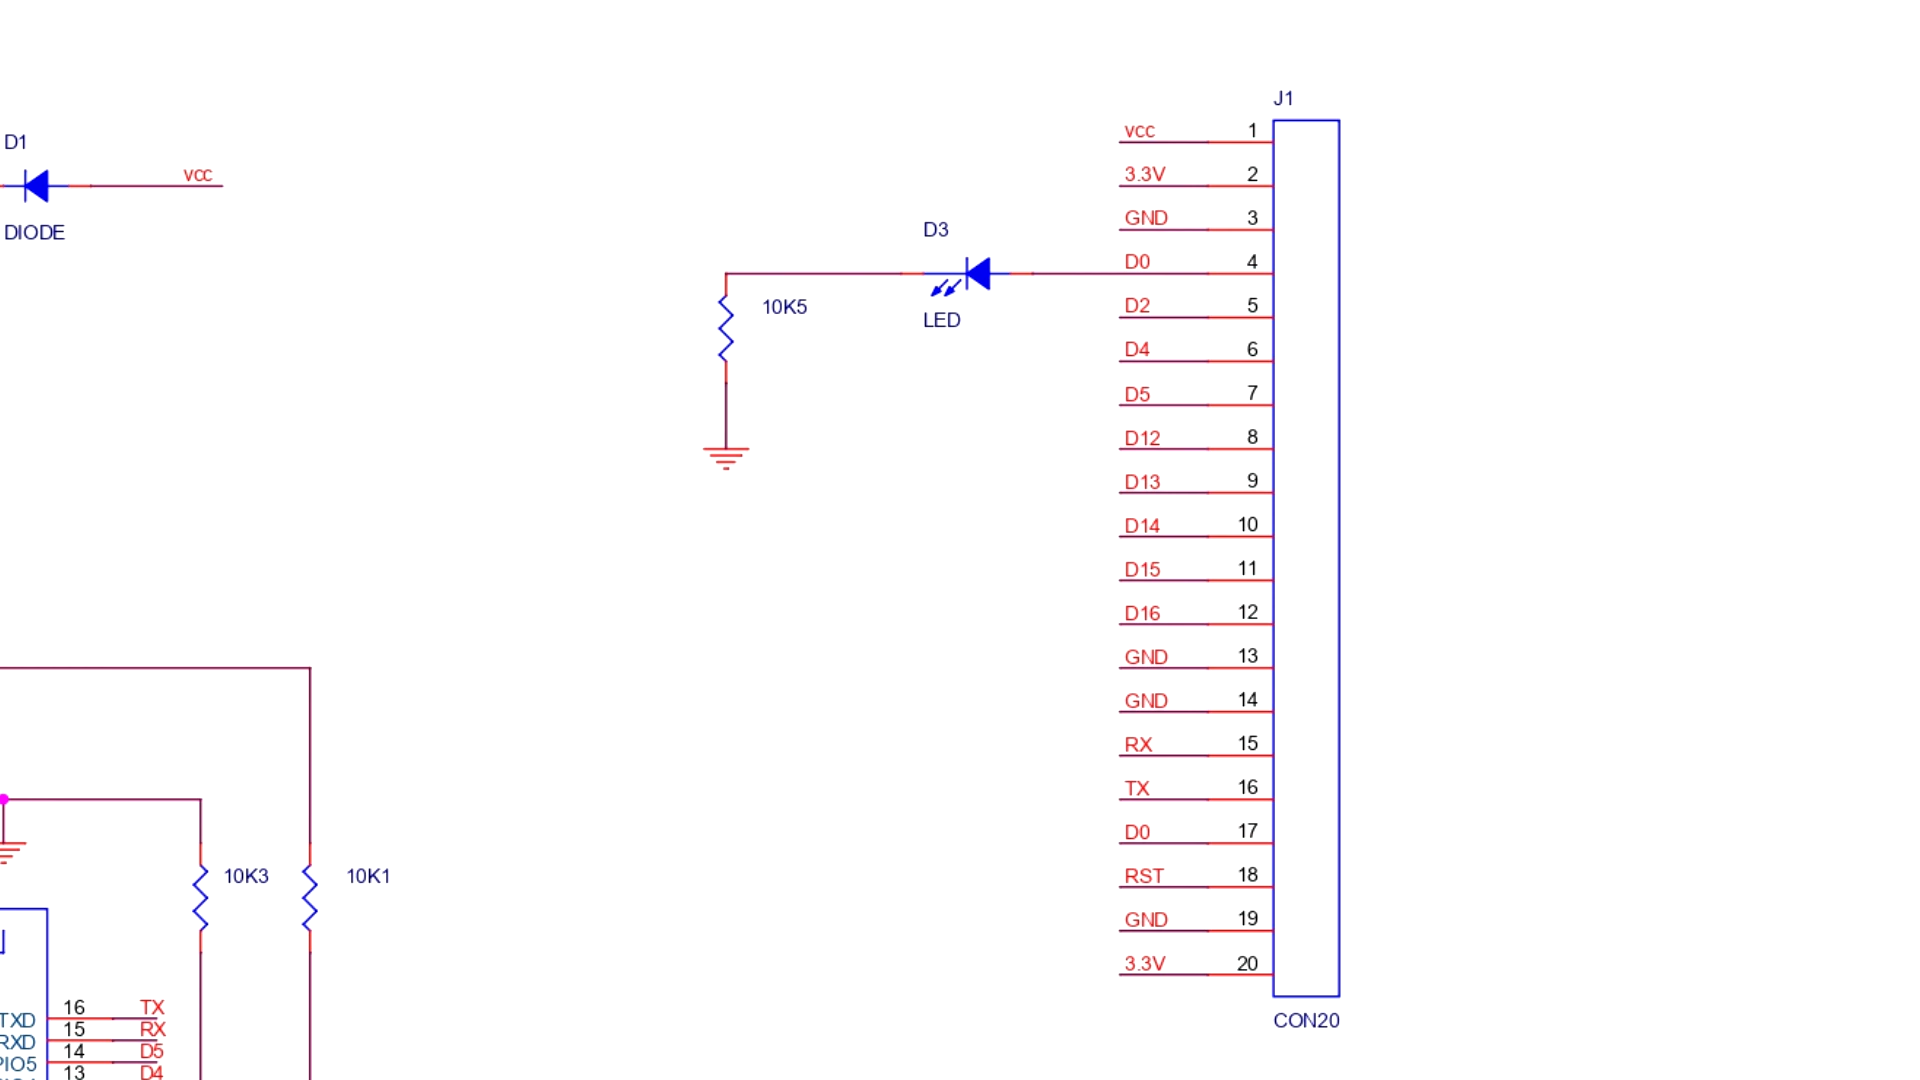 D1
vcc
DIODE
D3
LED
10K5
J1
vcc 1
3.3V 2
GND 3
D0 4
D2 5
D4 6
D5 7
D12 8
D13 9
D14 10
D15 11
D16 12
GND 13
GND 14
RX 15
TX 16
D0 17
RST 18
GND 19
3.3V 20
CON20
10K3
10K1
TXD 16 TX
RXD 15 RX
PIO5 14 D5
13 D4